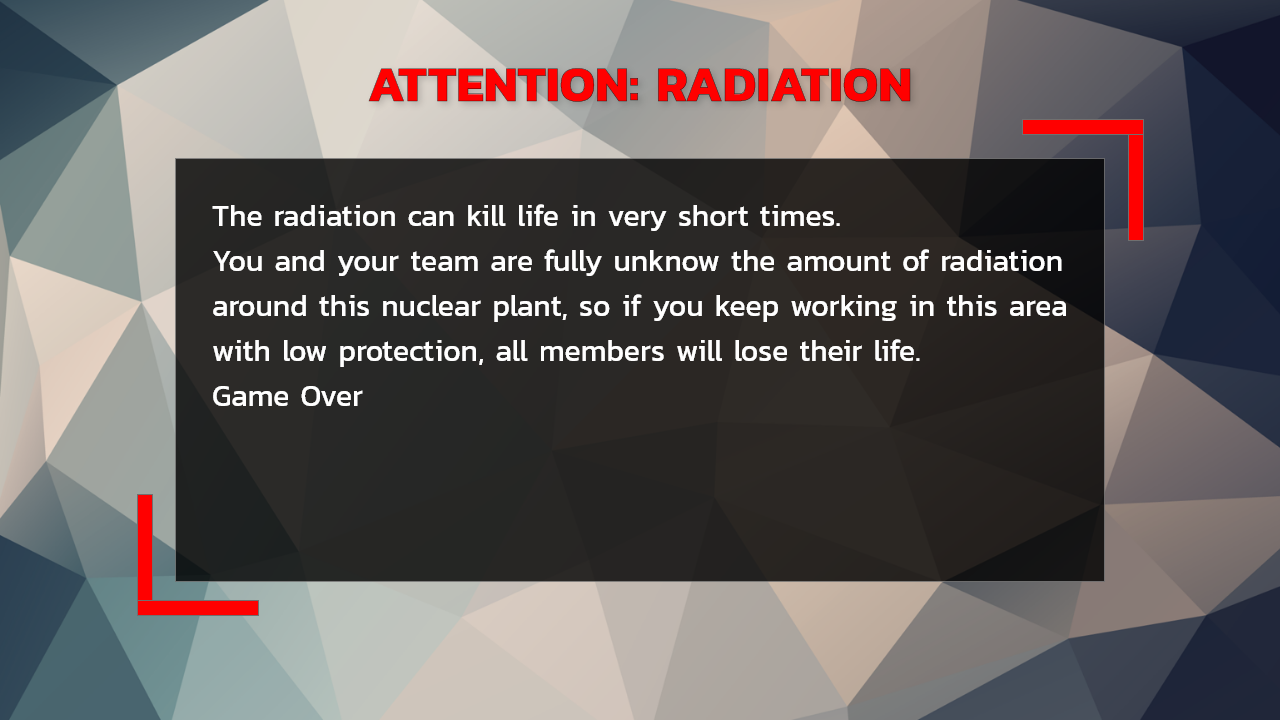 ATTENTION: RADIATION
The radiation can kill life in very short times.
You and your team are fully unknow the amount of radiation
around this nuclear plant, so if you keep working in this area
with low protection, all members will lose their life.
Game Over